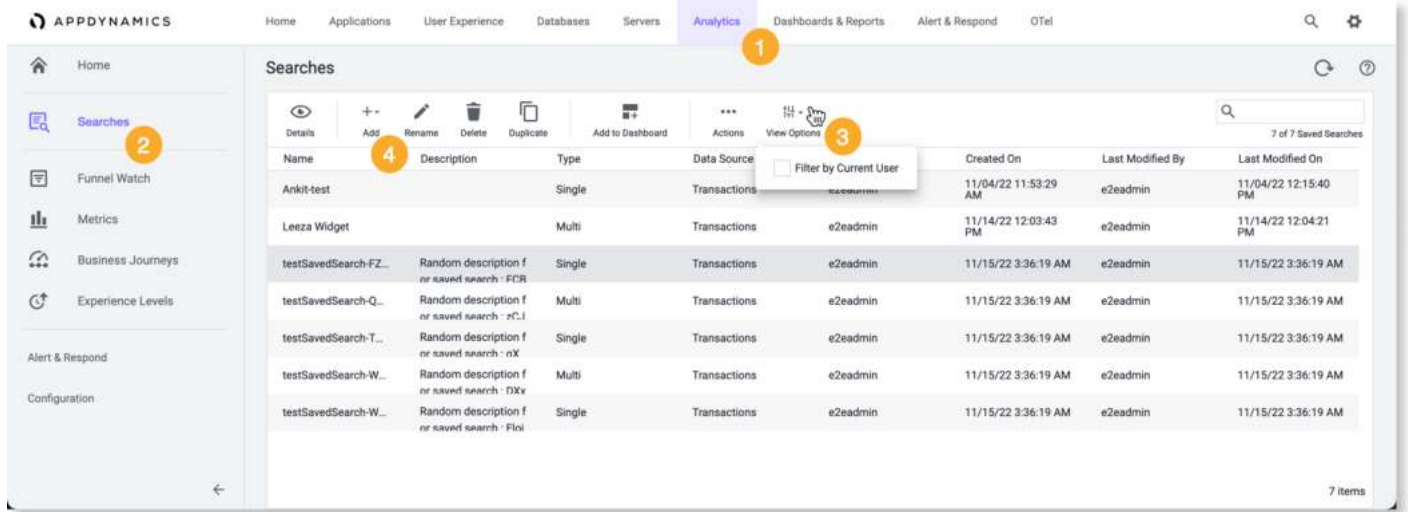 APPDYNAMICS
Home Applications User Experience Databases Servers Analytics Dashboards & Reports Alert & Respond OTel
1
Home
Searches
2
Funnel Watch
Metrics
Business Journeys
Experience Levels
Alert & Respond
Configuration
Searches
Details Add Rename Delete Duplicate Add to Dashboard Actions View Options
3
4
7 of 7 Saved Searches
Filter by Current User
Name Description Type Data Source Created On Last Modified By Last Modified On
Ankit-test Single Transactions e2eadmin 11/04/22 11:53:29 AM e2eadmin 11/04/22 12:15:40 PM
Leeza Widget Multi Transactions e2eadmin 11/14/22 12:03:43 PM e2eadmin 11/14/22 12:04:21 PM
testSavedSearch-FZ... Random description f Single Transactions e2eadmin 11/15/22 3:36:19 AM e2eadmin 11/15/22 3:36:19 AM
or saved search : FCB
testSavedSearch-Q... Random description f Multi Transactions e2eadmin 11/15/22 3:36:19 AM e2eadmin 11/15/22 3:36:19 AM
or saved search : zCJ
testSavedSearch-T... Random description f Single Transactions e2eadmin 11/15/22 3:36:19 AM e2eadmin 11/15/22 3:36:19 AM
or saved search :
testSavedSearch-W... Random description f Multi Transactions e2eadmin 11/15/22 3:36:19 AM e2eadmin 11/15/22 3:36:19 AM
or saved search : DXx
testSavedSearch-W... Random description f Single Transactions e2eadmin 11/15/22 3:36:19 AM e2eadmin 11/15/22 3:36:19 AM
or saved search :
7 items